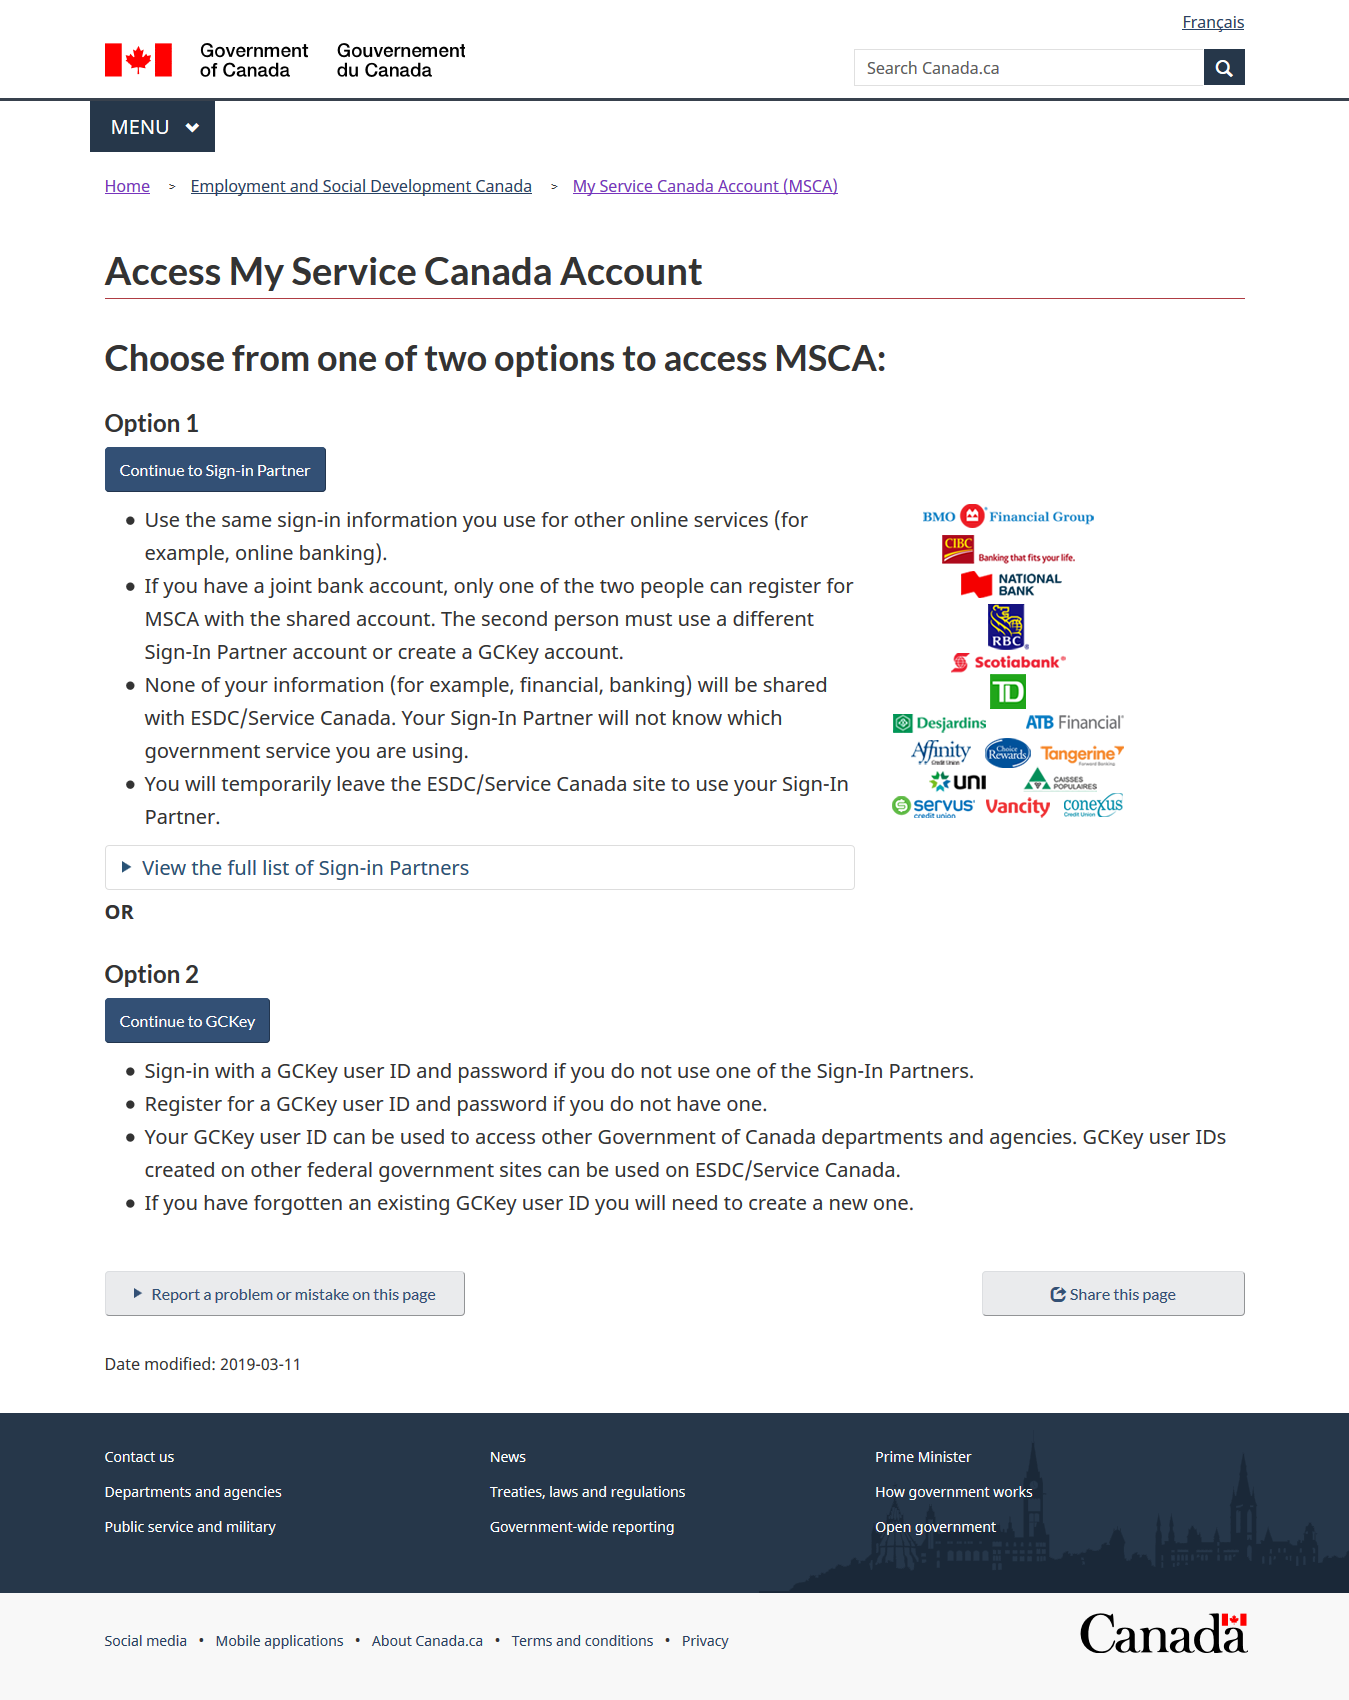 Français
Government of Canada
Gouvernement du Canada
Search Canada.ca
MENU
Home > Employment and Social Development Canada > My Service Canada Account (MSCA)
Access My Service Canada Account
Choose from one of two options to access MSCA:
Option 1
Continue to Sign-in Partner
Use the same sign-in information you use for other online services (for
example, online banking).
If you have a joint bank account, only one of the two people can register for
MSCA with the shared account. The second person must use a different
Sign-In Partner account or create a GCKey account.
None of your information (for example, financial, banking) will be shared
with ESDC/Service Canada. Your Sign-In Partner will not know which
government service you are using.
You will temporarily leave the ESDC/Service Canada site to use your Sign-In
Partner.
BMO Financial Group
CIBC Banking that fits your life.
NATIONAL
BANK
RBC
Scotiabank
TD
Desjardins ATB Financial
Affinity Credit Union Choice Rewards Tangerine Forward Banking
UNI CAISSES POPULAIRES
servus credit union Vancity conexus Credit Union
View the full list of Sign-in Partners
OR
Option 2
Continue to GCKey
Sign-in with a GCKey user ID and password if you do not use one of the Sign-In Partners.
Register for a GCKey user ID and password if you do not have one.
Your GCKey user ID can be used to access other Government of Canada departments and agencies. GCKey user IDs
created on other federal government sites can be used on ESDC/Service Canada.
If you have forgotten an existing GCKey user ID you will need to create a new one.
Report a problem or mistake on this page
Share this page
Date modified: 2019-03-11
Contact us
Departments and agencies
Public service and military
News
Treaties, laws and regulations
Government-wide reporting
Prime Minister
How government works
Open government
Social media • Mobile applications • About Canada.ca • Terms and conditions • Privacy
Canada